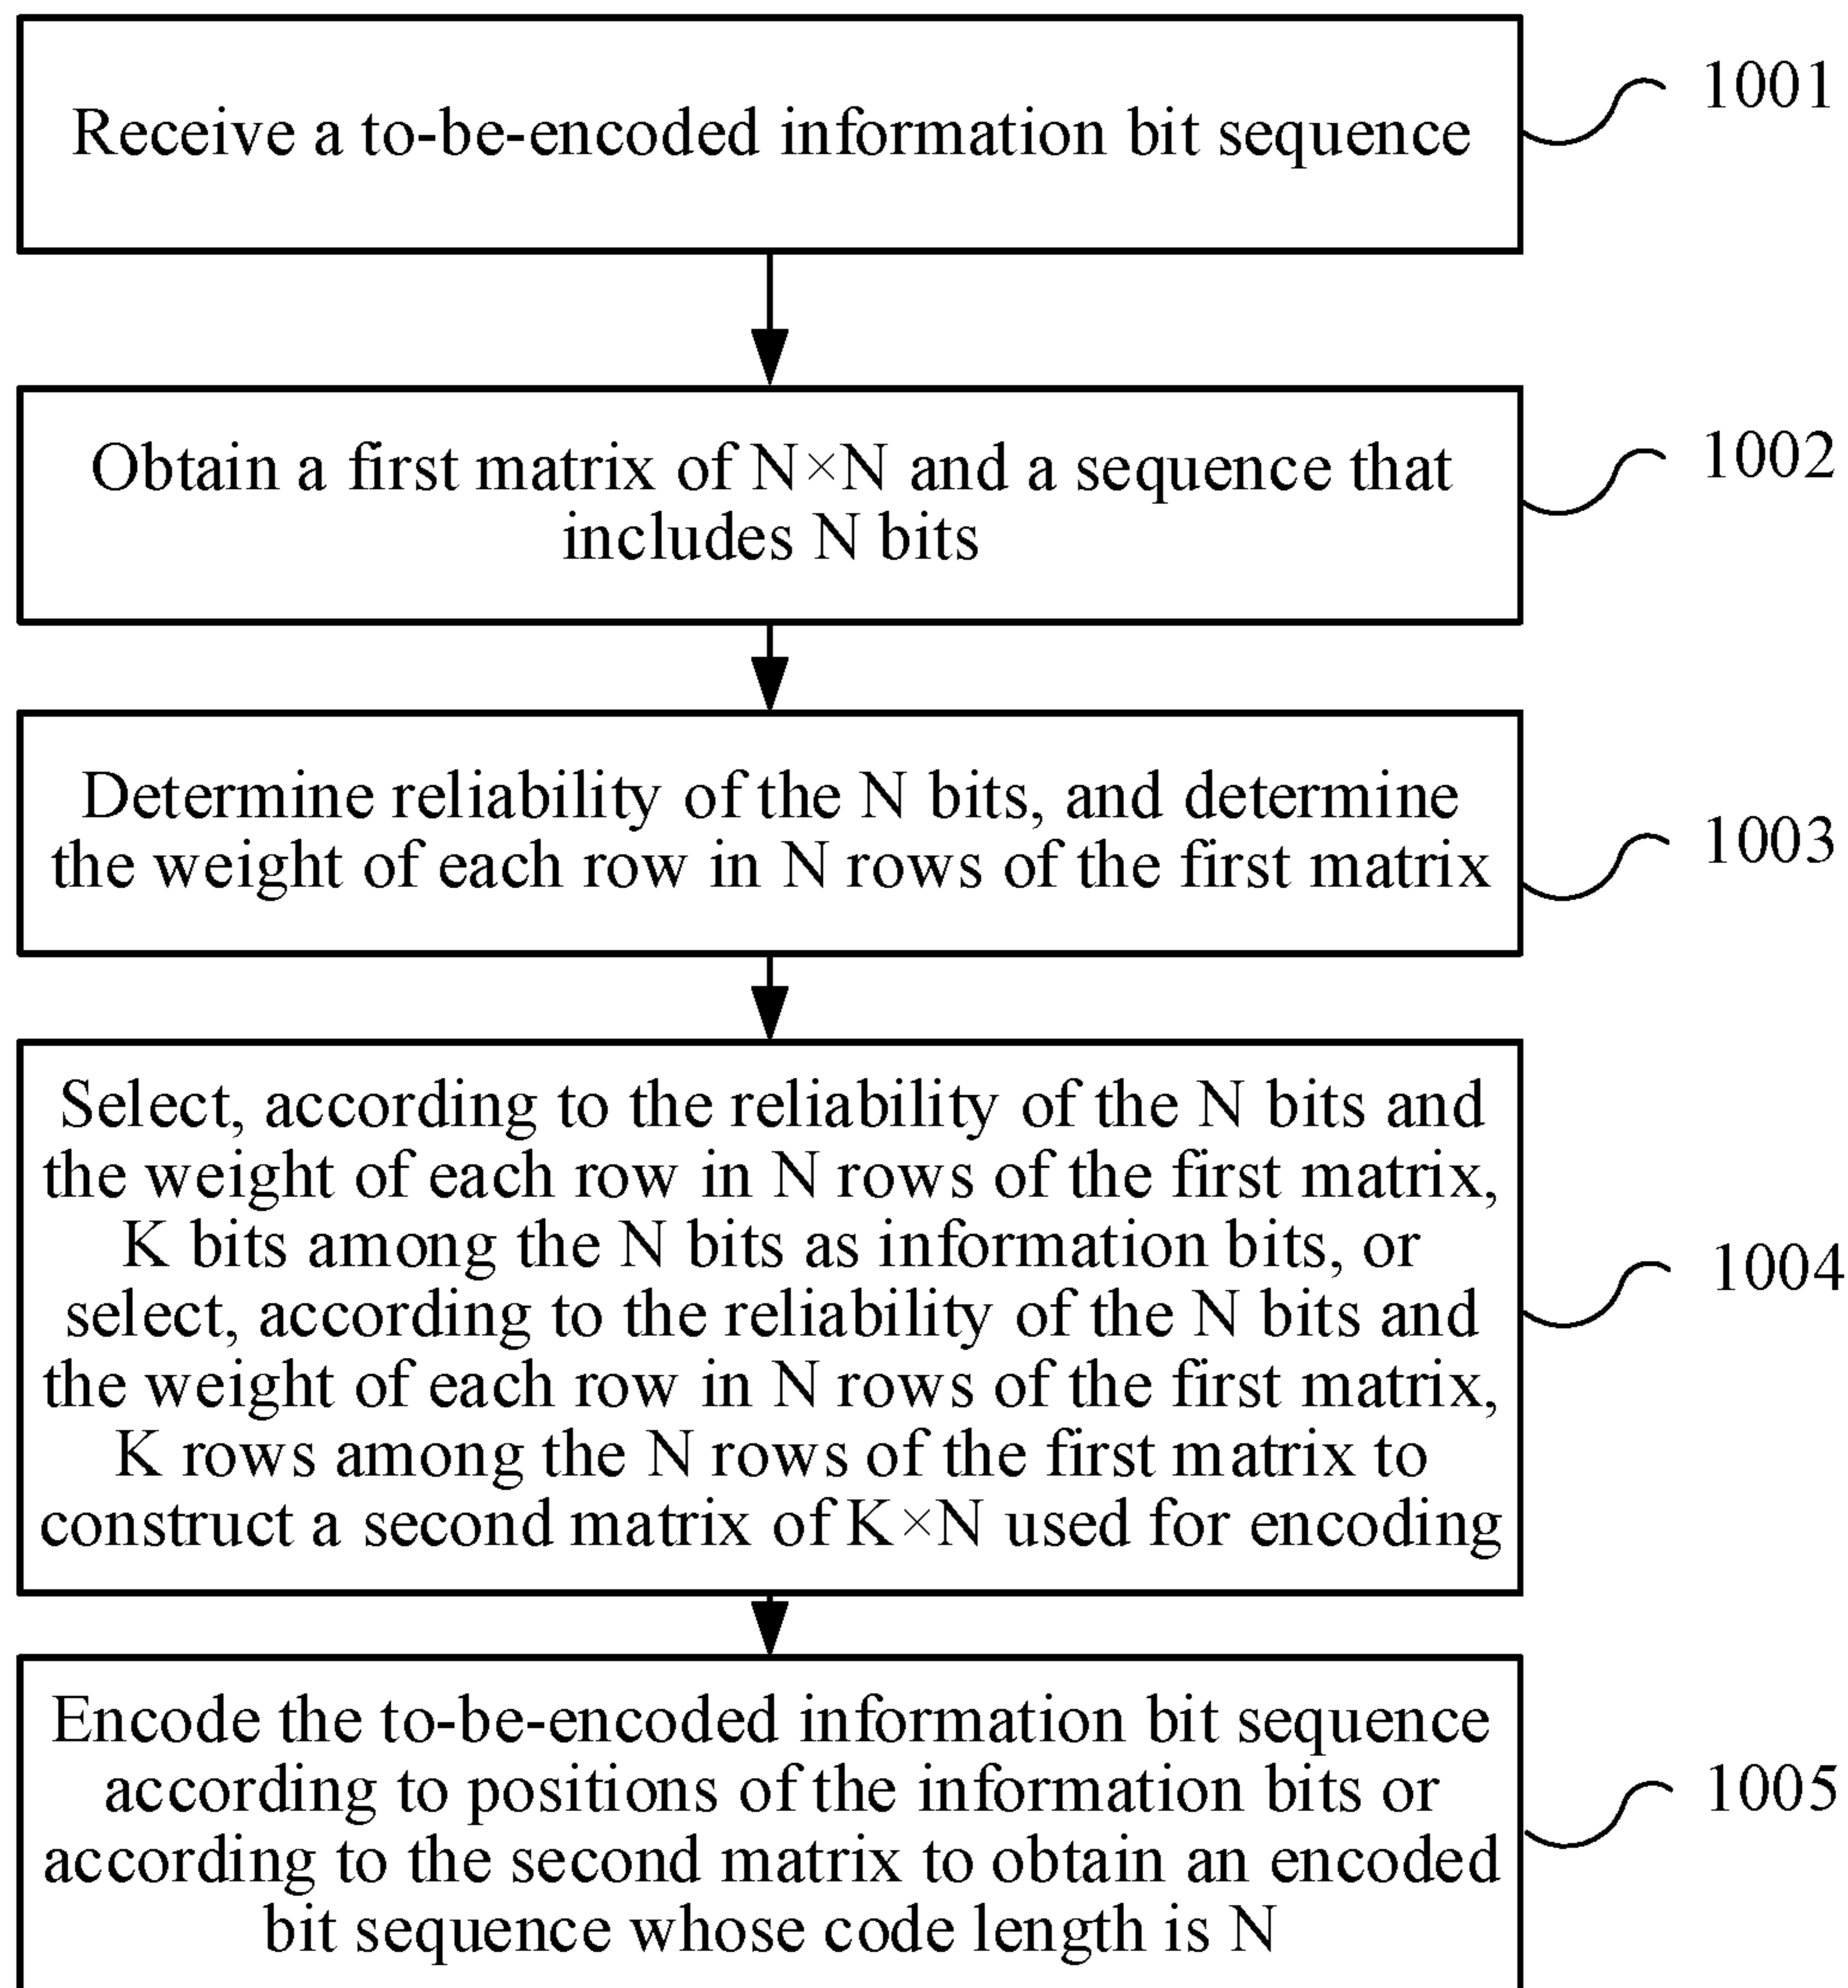 Receive a to-be-encoded information bit sequence
1001
Obtain a first matrix of N×N and a sequence that
includes N bits
1002
Determine reliability of the N bits, and determine
the weight of each row in N rows of the first matrix
1003
Select, according to the reliability of the N bits and
the weight of each row in N rows of the first matrix,
K bits among the N bits as information bits, or
select, according to the reliability of the N bits and
the weight of each row in N rows of the first matrix,
K rows among the N rows of the first matrix to
construct a second matrix of K×N used for encoding
1004
Encode the to-be-encoded information bit sequence
according to positions of the information bits or
according to the second matrix to obtain an encoded
bit sequence whose code length is N
1005